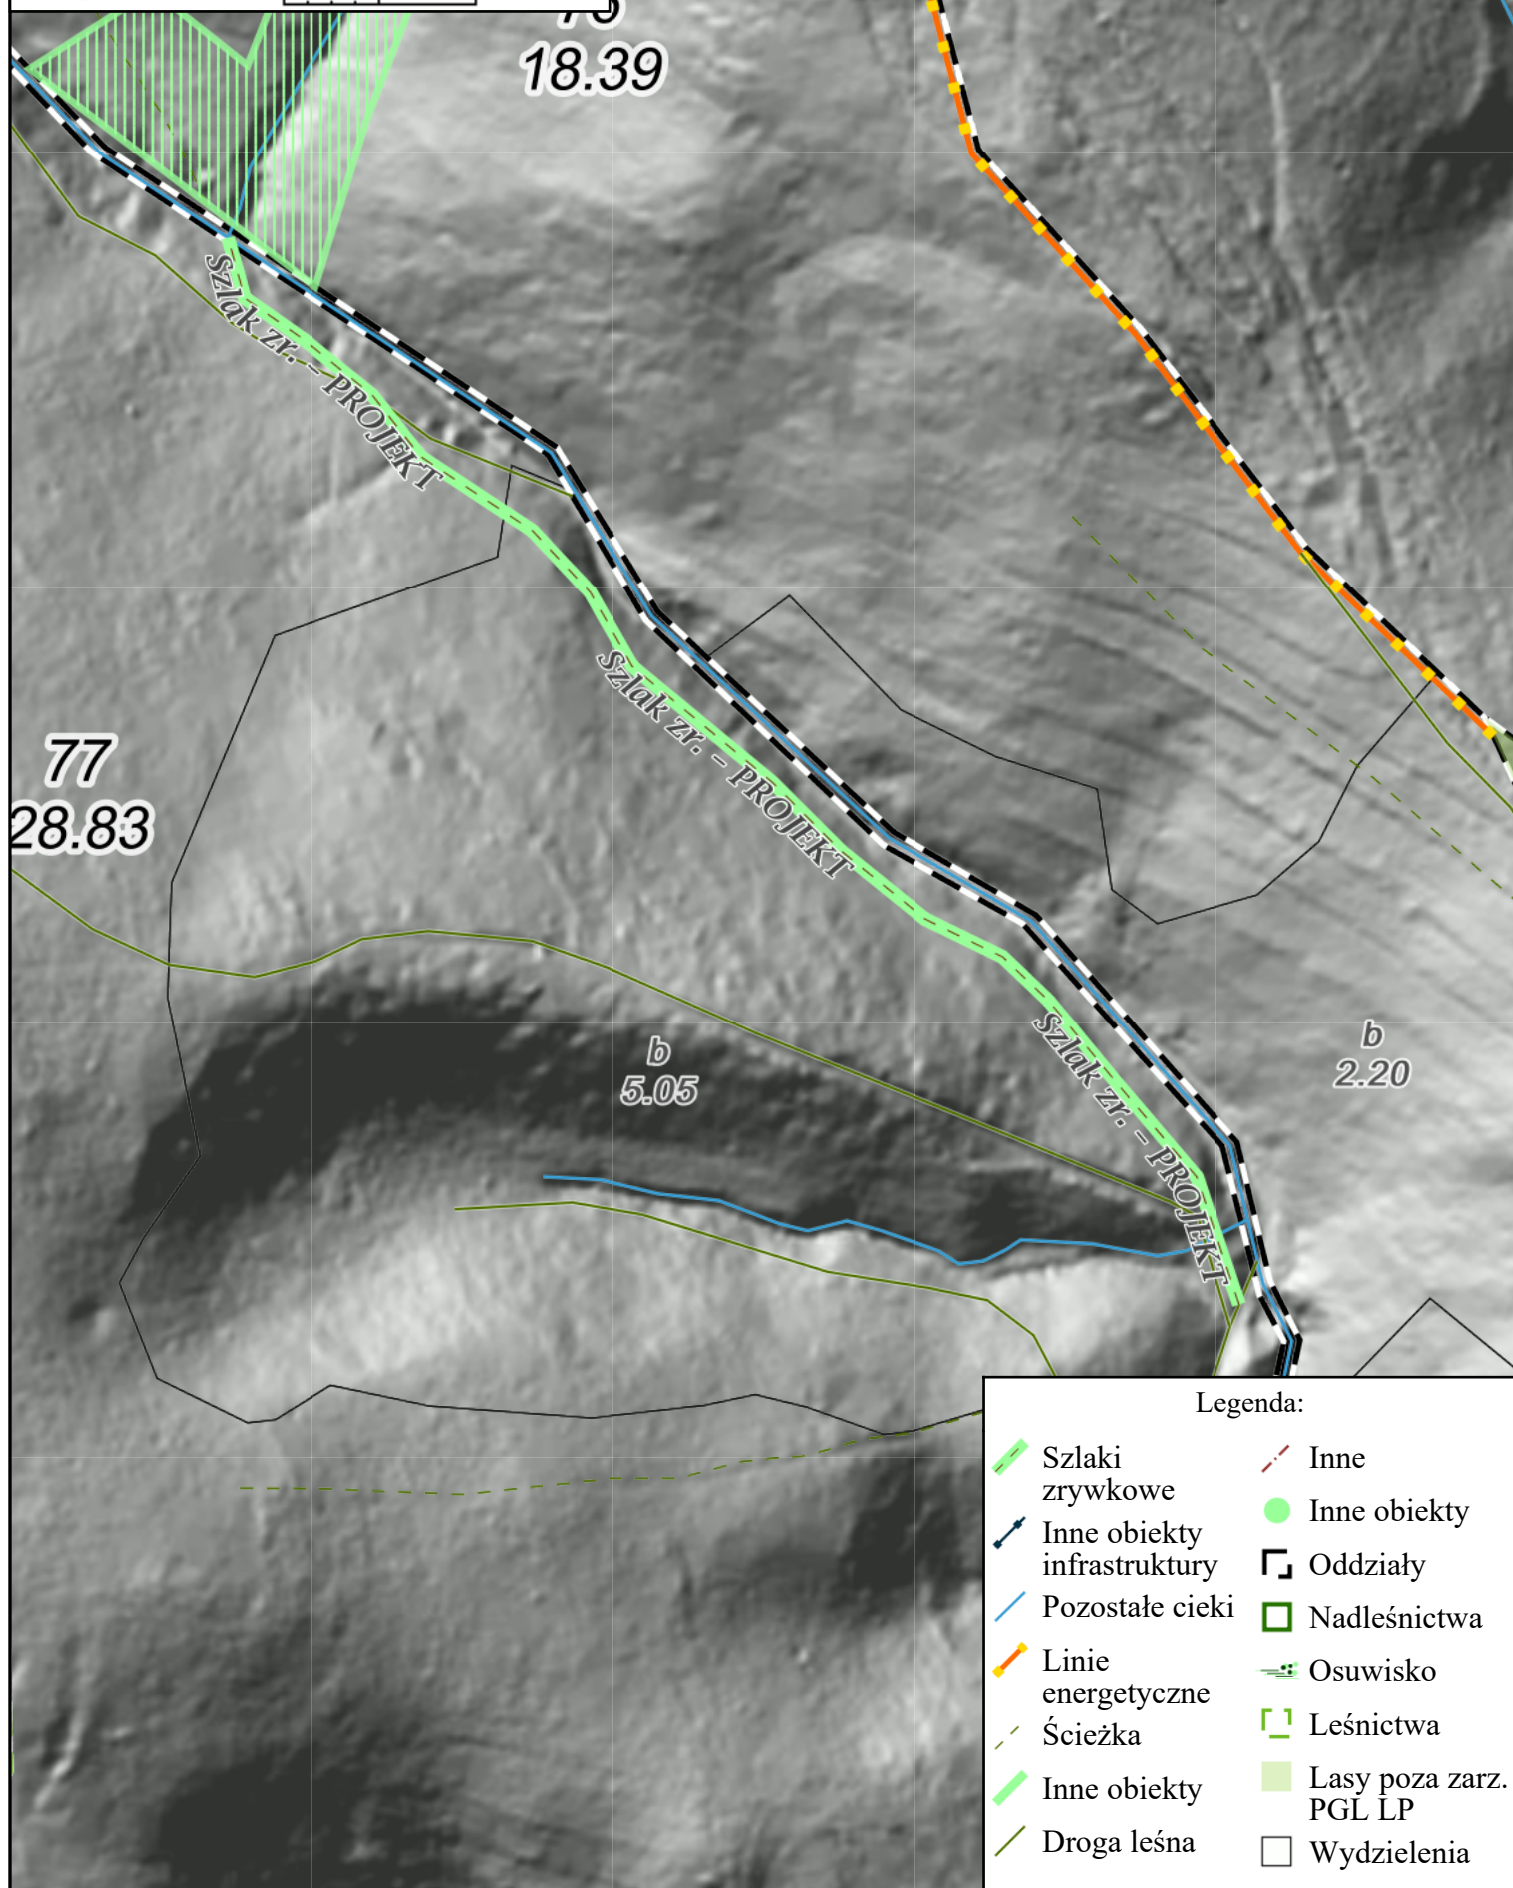 18.39
Szlak zr. – PROJEKT
Szlak zr. – PROJEKT
77
28.83
Szlak zr. – PROJEKT
b
5.05
b
2.20
Legenda:
Szlaki
zrywkowe
Inne obiekty
infrastruktury
Pozostałe cieki
Linie
energetyczne
Ścieżka
Inne obiekty
Droga leśna
Inne
Inne obiekty
Oddziały
Nadleśnictwa
Osuwisko
Leśnictwa
Lasy poza zarz.
PGL LP
Wydzielenia